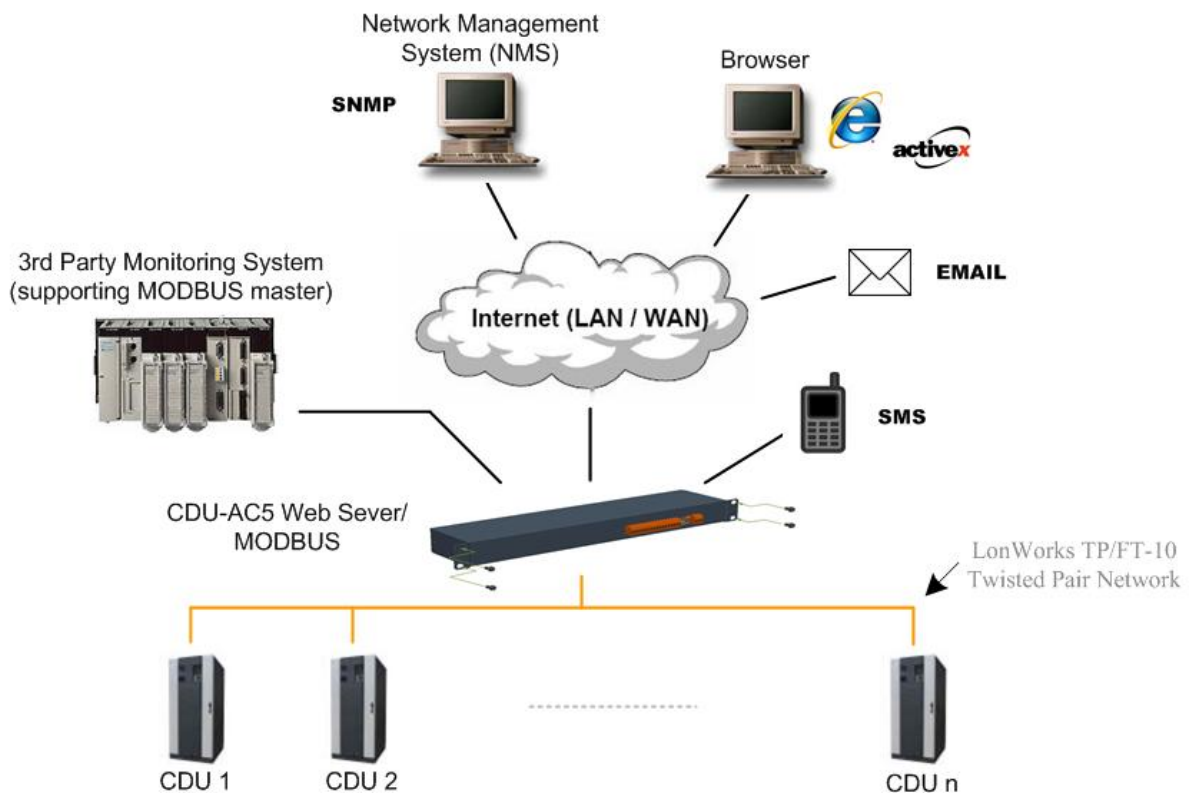 Network Management
System (NMS)
SNMP
Browser
activex
3rd Party Monitoring System
(supporting MODBUS master)
Internet (LAN / WAN)
EMAIL
SMS
CDU-AC5 Web Sever/
MODBUS
LonWorks TP/FT-10
Twisted Pair Network
CDU 1
CDU 2
CDU n